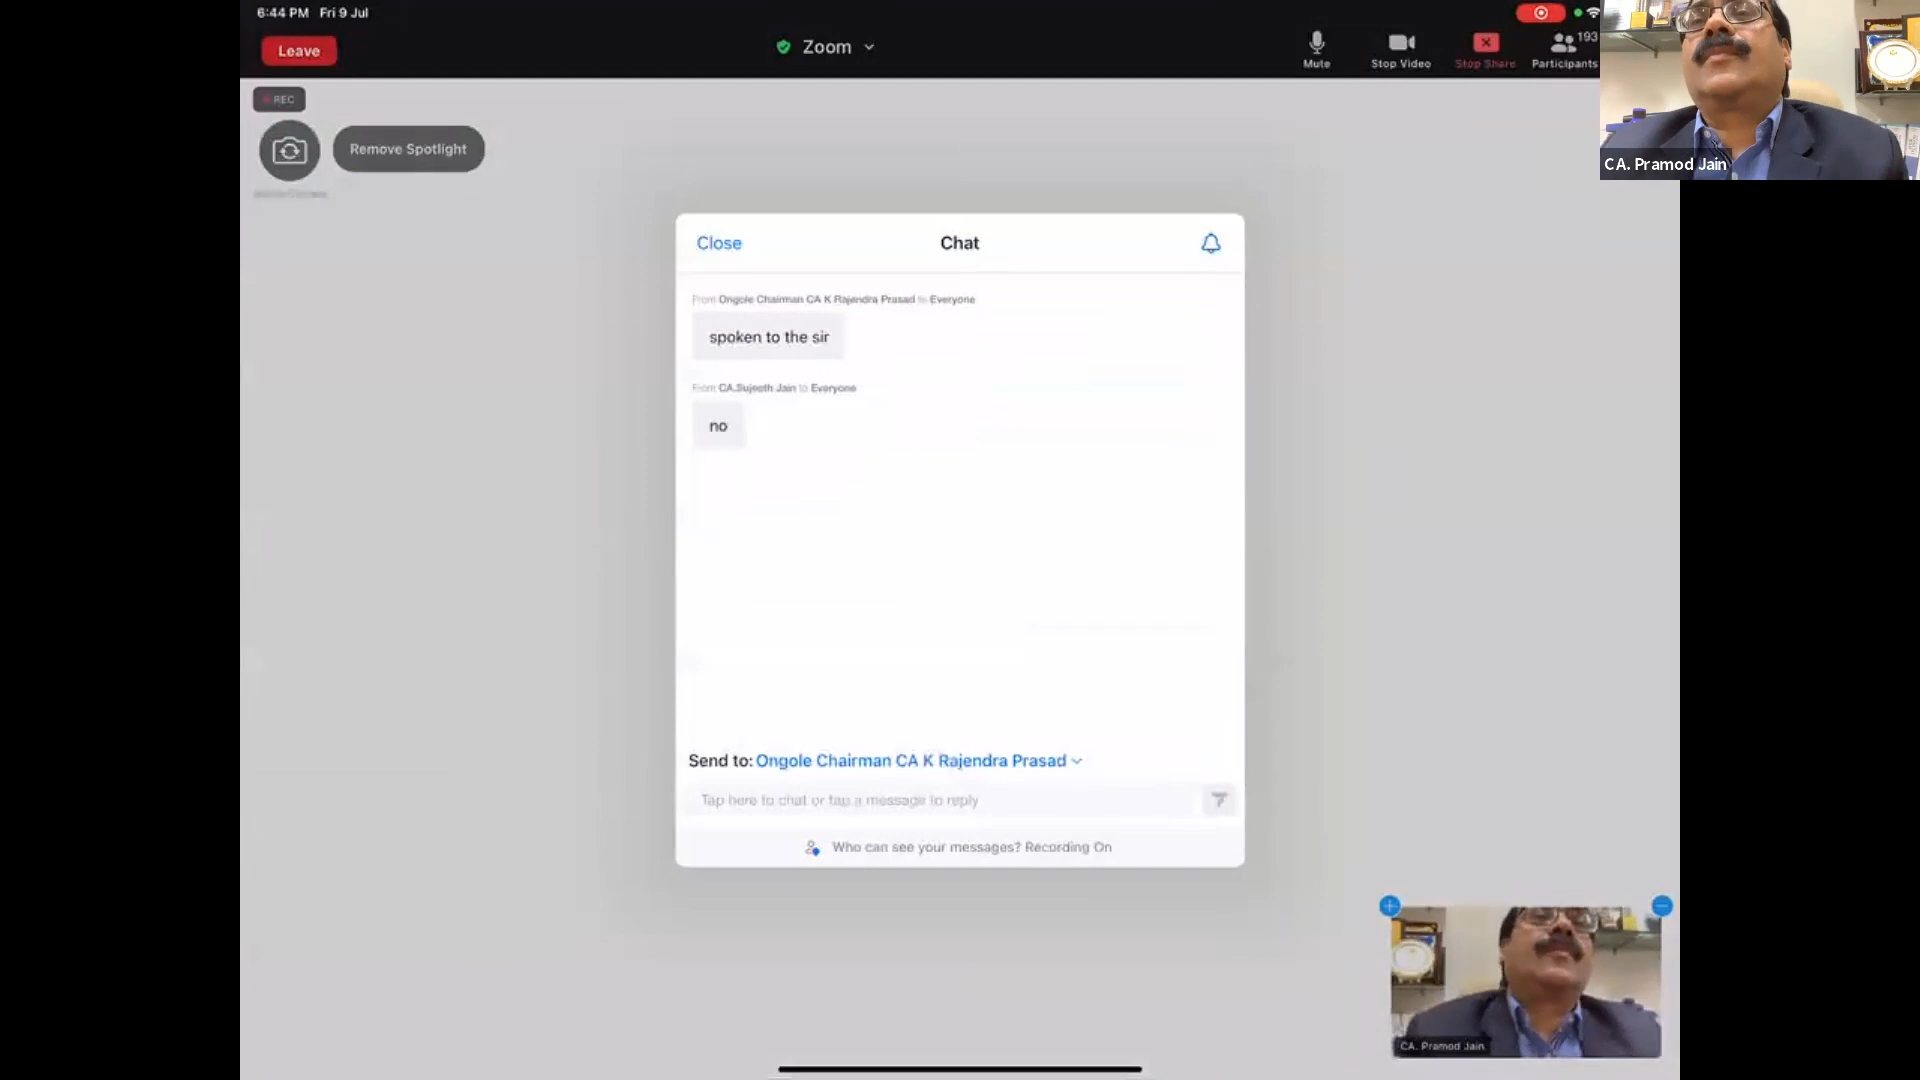 6:44 PM Fri 9 Jul
Leave
Zoom
Mute
Stop Video
Stop Share
193
Participants
CA. Pramod Jain
REC
Remove Spotlight
Close
Chat
From Ongole Chairman CA K Rajendra Prasad to Everyone
spoken to the sir
From CA.Sujeeth Jain to Everyone
no
Send to: Ongole Chairman CA K Rajendra Prasad
Tap here to chat or tap a message to reply
Who can see your messages? Recording On
CA. Pramod Jain